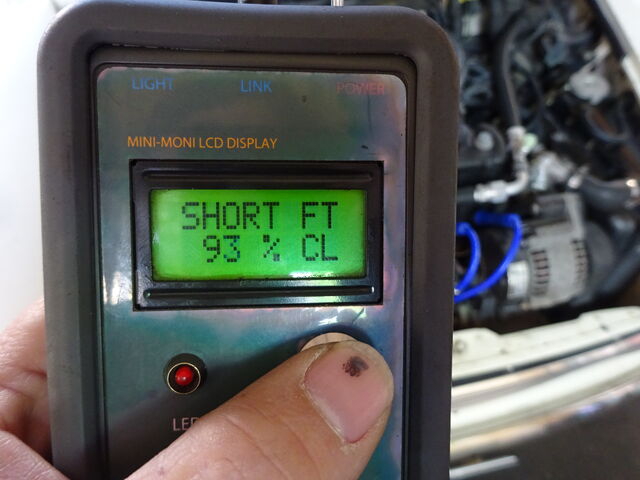 LIGHT LINK POWER
MINI-MONI LCD DISPLAY
SHORT FT
93 % CL